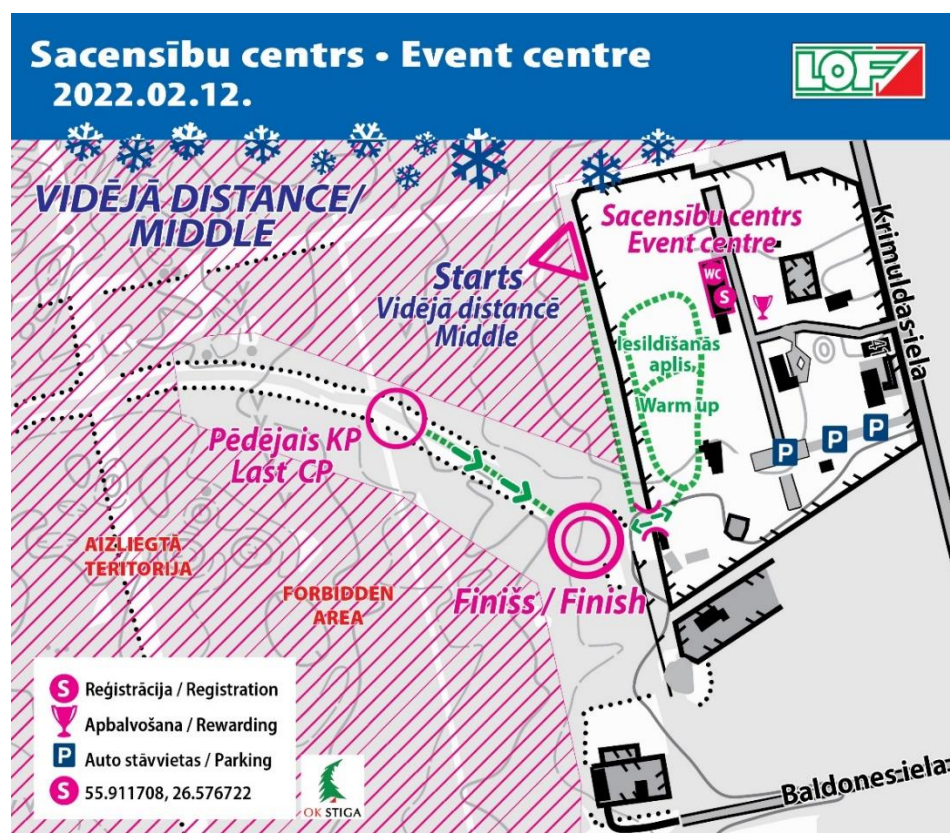 Sacensību centrs • Event centre
2022.02.12.
LOF
VIDĒJĀ DISTANCE/
MIDDLE
Sacensību centrs
Event centre
Krimuldas iela
WC
S
Starts
Vidējā distancē
Middle
Iesildīšanās
aplis,
Warm up
41
P
P
P
Pēdējais KP
Last CP
AIZLIEGTĀ
TERITORIJA
FORBIDDEN
AREA
Finišs / Finish
S Reģistrācija / Registration
Apbalvošana / Rewarding
P Auto stāvvietas / Parking
S 55.911708, 26.576722
OK STIGA
Baldones iela